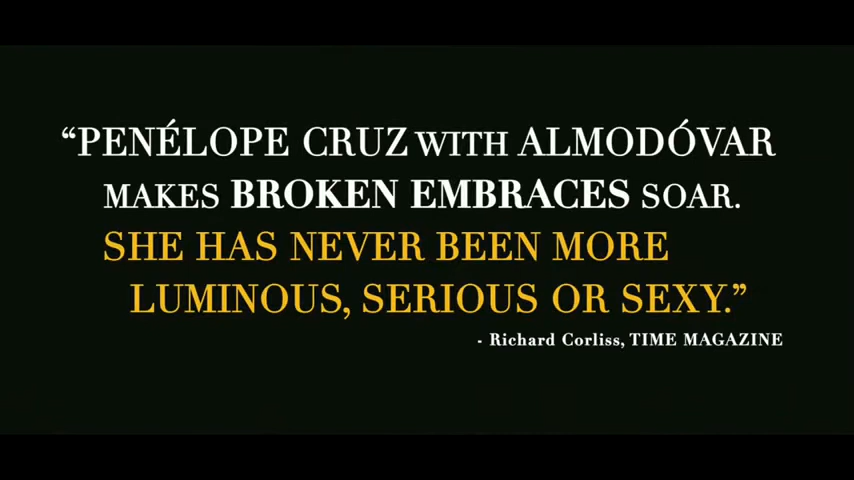 “PENÉLOPE CRUZ WITH ALMODÓVAR
MAKES BROKEN EMBRACES SOAR.
SHE HAS NEVER BEEN MORE
LUMINOUS, SERIOUS OR SEXY.”
- Richard Corliss, TIME MAGAZINE